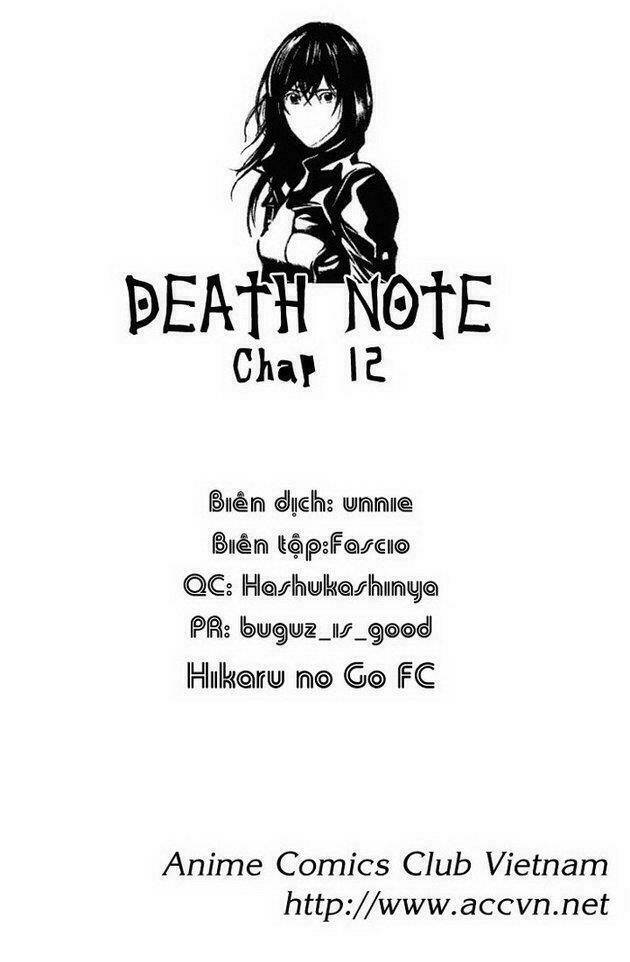 DEATH NOTE
Chap 12
Biên dịch: unnie
Biên tập:Fascio
QC: Hashukashinya
PR: buguz_is_good
Hikaru no Go FC
Anime Comics Club Vietnam
http://www.accvn.net